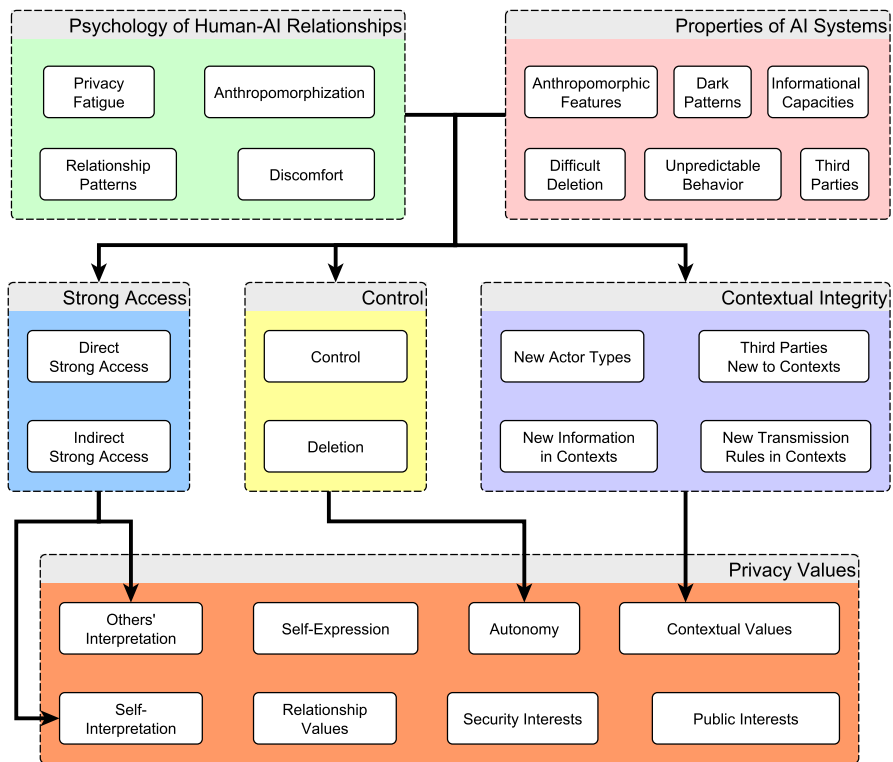 Psychology of Human-AI Relationships
Privacy
Fatigue
Anthropomorphization
Relationship
Patterns
Discomfort
Properties of AI Systems
Anthropomorphic
Features
Dark
Patterns
Informational
Capacities
Difficult
Deletion
Unpredictable
Behavior
Third
Parties
Strong Access
Direct
Strong Access
Indirect
Strong Access
Control
Control
Deletion
Contextual Integrity
New Actor Types
Third Parties
New to Contexts
New Information
in Contexts
New Transmission
Rules in Contexts
Privacy Values
Others'
Interpretation
Self-Expression
Autonomy
Contextual Values
Self-
Interpretation
Relationship
Values
Security Interests
Public Interests